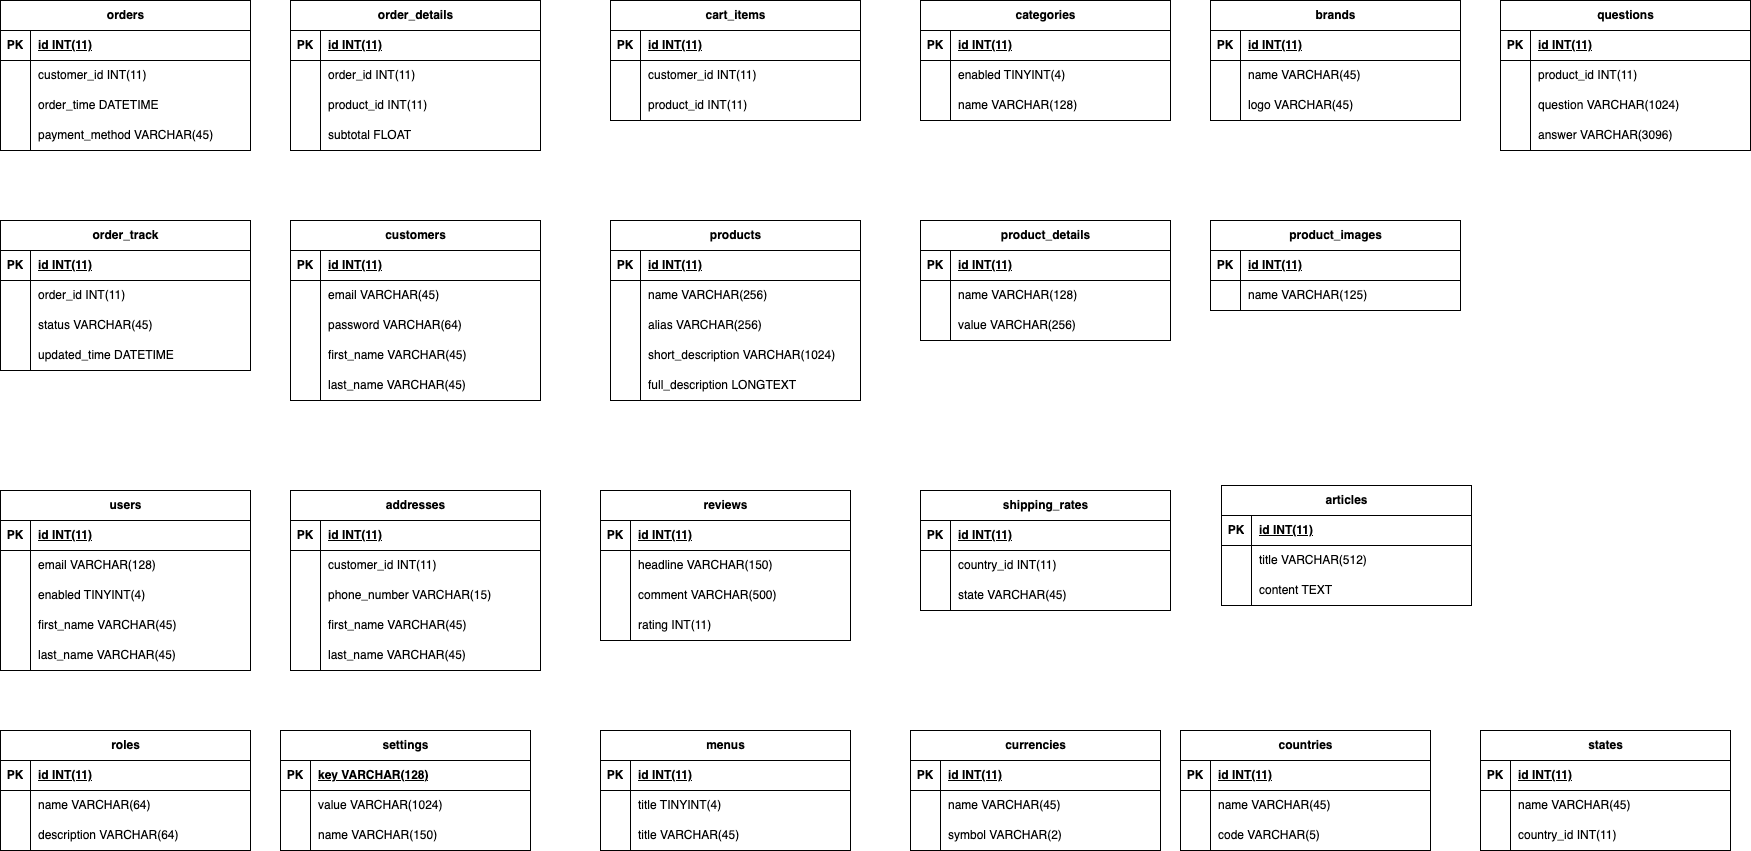 orders
PK id INT(11)
customer_id INT(11)
order_time DATETIME
payment_method VARCHAR(45)
order_details
PK id INT(11)
order_id INT(11)
product_id INT(11)
subtotal FLOAT
cart_items
PK id INT(11)
customer_id INT(11)
product_id INT(11)
categories
PK id INT(11)
enabled TINYINT(4)
name VARCHAR(128)
brands
PK id INT(11)
name VARCHAR(45)
logo VARCHAR(45)
questions
PK id INT(11)
product_id INT(11)
question VARCHAR(1024)
answer VARCHAR(3096)
order_track
PK id INT(11)
order_id INT(11)
status VARCHAR(45)
updated_time DATETIME
customers
PK id INT(11)
email VARCHAR(45)
password VARCHAR(64)
first_name VARCHAR(45)
last_name VARCHAR(45)
products
PK id INT(11)
name VARCHAR(256)
alias VARCHAR(256)
short_description VARCHAR(1024)
full_description LONGTEXT
product_details
PK id INT(11)
name VARCHAR(128)
value VARCHAR(256)
product_images
PK id INT(11)
name VARCHAR(125)
users
PK id INT(11)
email VARCHAR(128)
enabled TINYINT(4)
first_name VARCHAR(45)
last_name VARCHAR(45)
addresses
PK id INT(11)
customer_id INT(11)
phone_number VARCHAR(15)
first_name VARCHAR(45)
last_name VARCHAR(45)
reviews
PK id INT(11)
headline VARCHAR(150)
comment VARCHAR(500)
rating INT(11)
shipping_rates
PK id INT(11)
country_id INT(11)
state VARCHAR(45)
articles
PK id INT(11)
title VARCHAR(512)
content TEXT
roles
PK id INT(11)
name VARCHAR(64)
description VARCHAR(64)
settings
PK key VARCHAR(128)
value VARCHAR(1024)
name VARCHAR(150)
menus
PK id INT(11)
title TINYINT(4)
title VARCHAR(45)
currencies
PK id INT(11)
name VARCHAR(45)
symbol VARCHAR(2)
countries
PK id INT(11)
name VARCHAR(45)
code VARCHAR(5)
states
PK id INT(11)
name VARCHAR(45)
country_id INT(11)